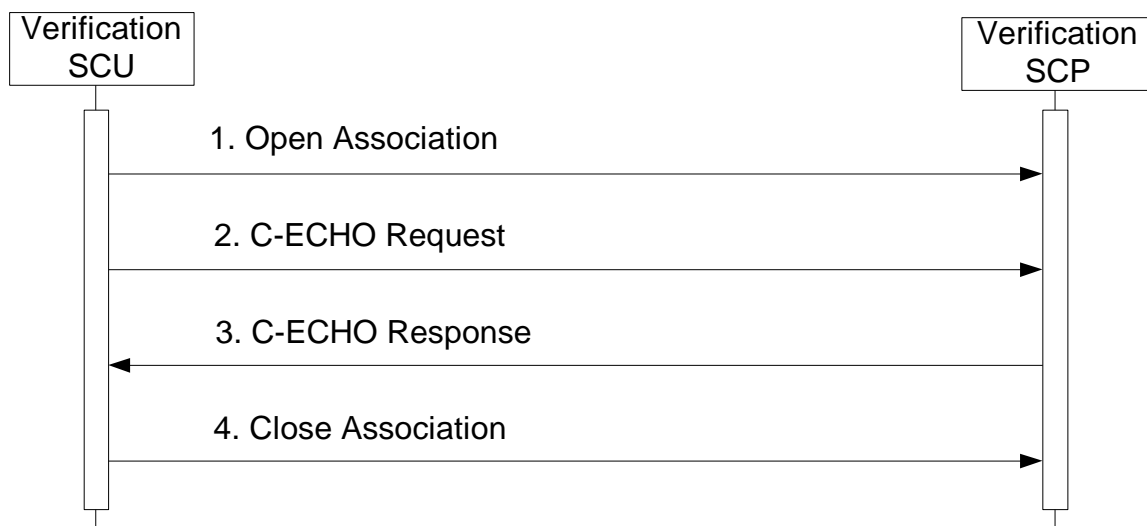 Verification
SCU
Verification
SCP
1. Open Association
2. C-ECHO Request
3. C-ECHO Response
4. Close Association